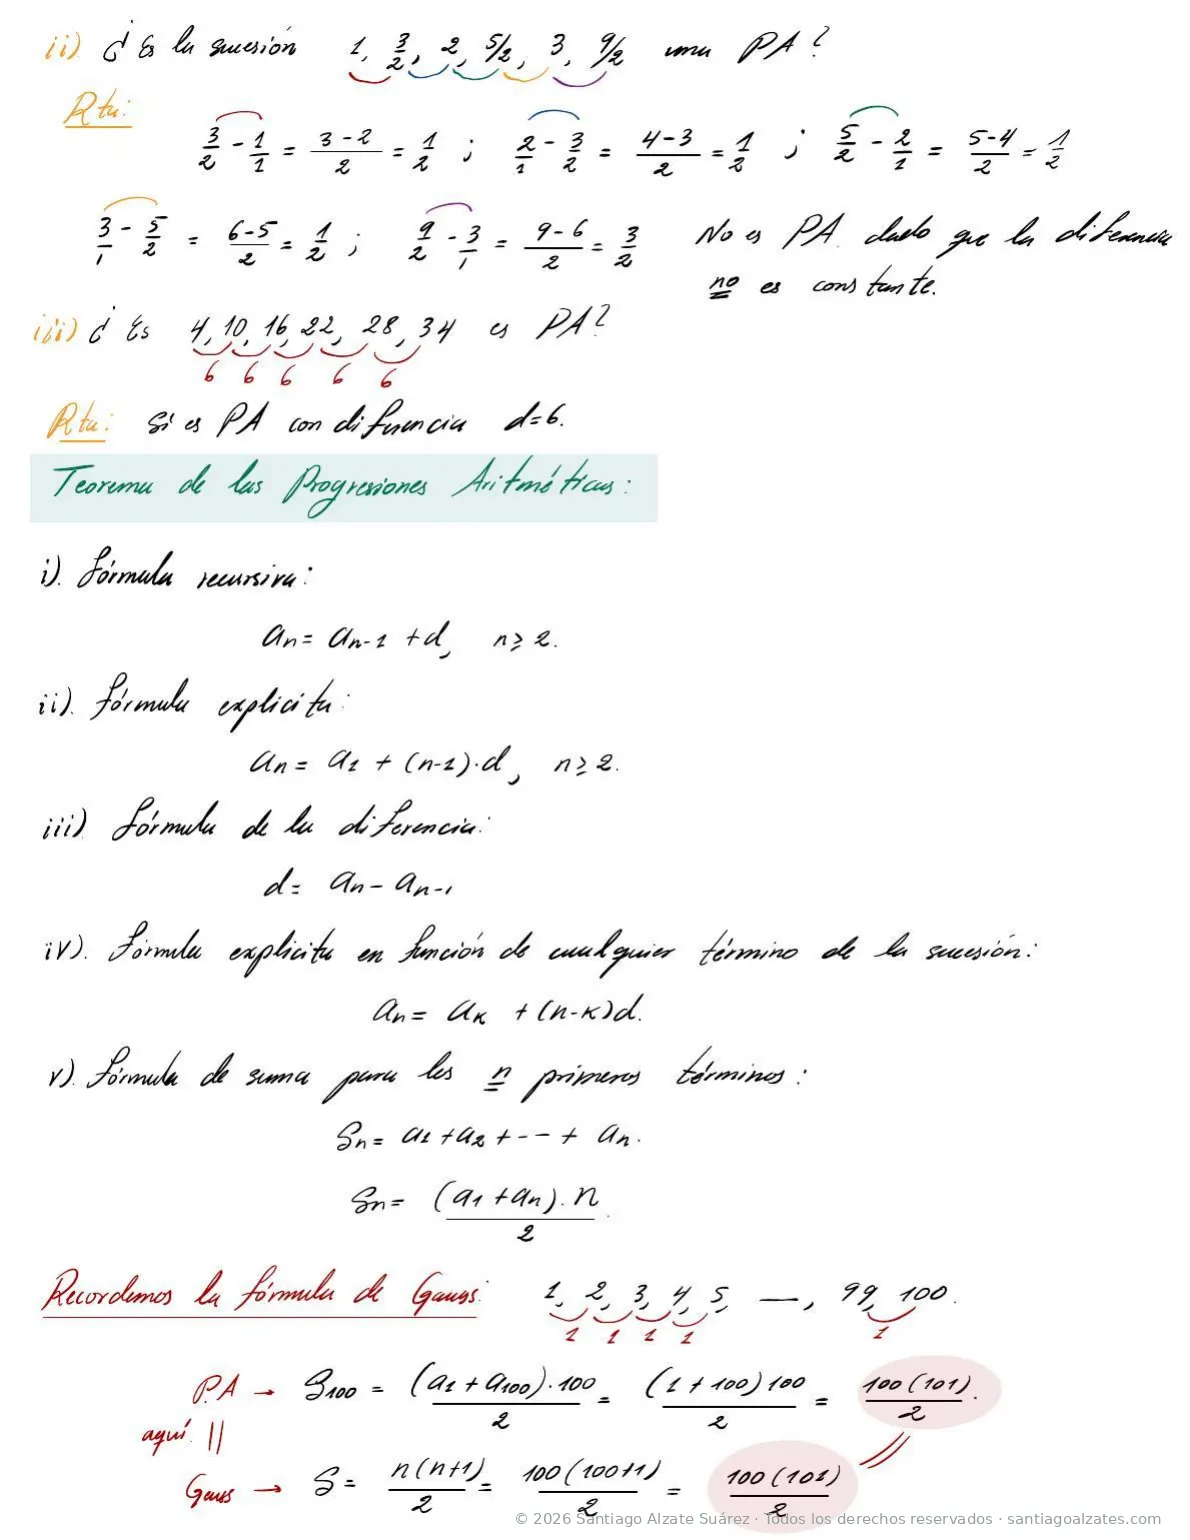 ii) ¿ Es la sucesión 1, 3/2, 2, 5/2, 3, 9/2 una PA?
Rta:
3/2 - 1/1 = (3-2)/2 = 1/2 ; 2/1 - 3/2 = (4-3)/2 = 1/2 ; 5/2 - 2/1 = (5-4)/2 = 1/2
3/1 - 5/2 = (6-5)/2 = 1/2 ; 9/2 - 3/1 = (9-6)/2 = 3/2 No es PA. dado que la diferencia
no es constante.
iii) ¿ Es 4, 10, 16, 22, 28, 34 es PA?
6 6 6 6 6
Rta: Si es PA con diferencia d=6.
Teorema de las Progresiones Aritméticas:
i). Fórmula recursiva:
an = an-1 + d, n ≥ 2.
ii). Fórmula explicita:
an = a1 + (n-1)·d, n ≥ 2.
iii) Fórmula de la diferencia:
d = an - an-1
iv). Fórmula explicita en función de cualquier término de la sucesión:
an = aK + (n-K)d.
v). Fórmula de suma para los n primeros términos:
Sn = a1 + a2 + --- + an.
Sn = (a1 + an) . n / 2
Recordemos la fórmula de Gauss: 1, 2, 3, 4, 5, —, 99, 100.
1 1 1 1 1
P.A → S100 = (a1 + a100)·100 / 2 = (1 + 100) 100 / 2 = 100 (101) / 2.
aquí. ||
Gauss → S = n(n+1) / 2 = 100 (100+1) / 2 = 100 (101) / 2
© 2026 Santiago Alzate Suárez · Todos los derechos reservados · santiagoalzates.com